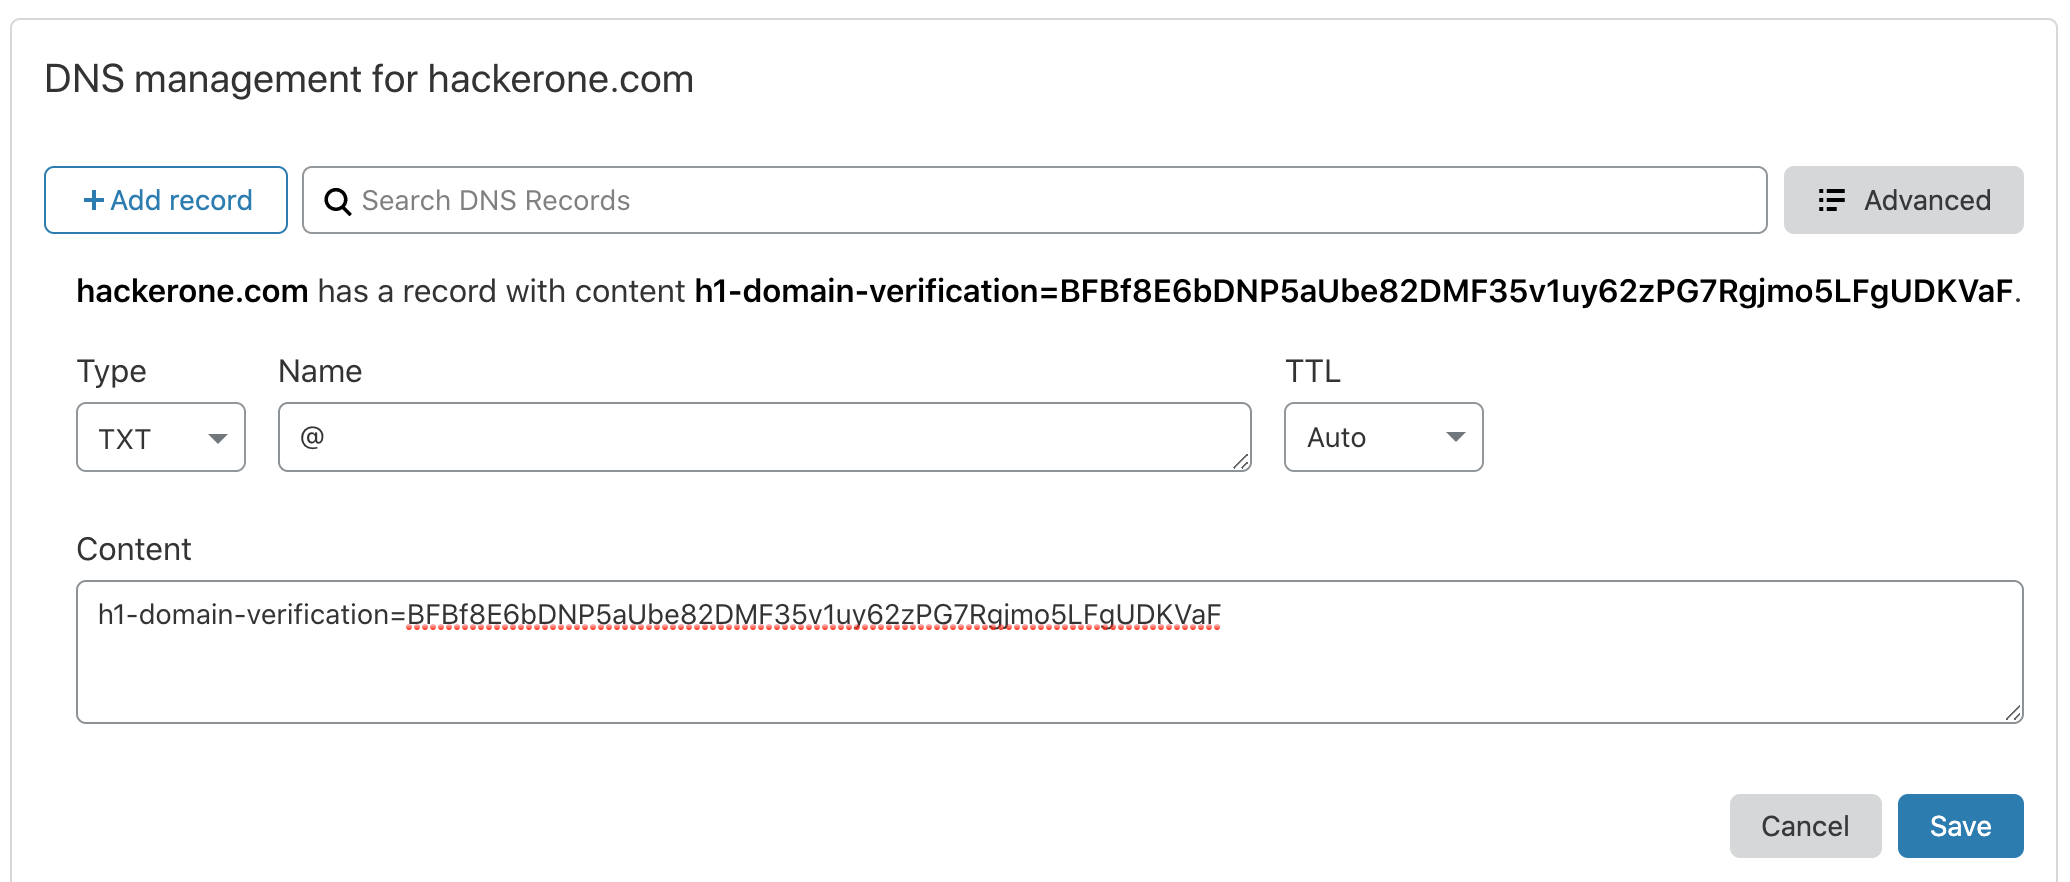 DNS management for hackerone.com
+ Add record
Search DNS Records
Advanced
hackerone.com has a record with content h1-domain-verification=BFBf8E6bDNP5aUbe82DMF35v1uy62zPG7Rgjmo5LFgUDKVaF.
Type
Name
TTL
TXT
@
Auto
Content
h1-domain-verification=BFBf8E6bDNP5aUbe82DMF35v1uy62zPG7Rgjmo5LFgUDKVaF
Cancel
Save